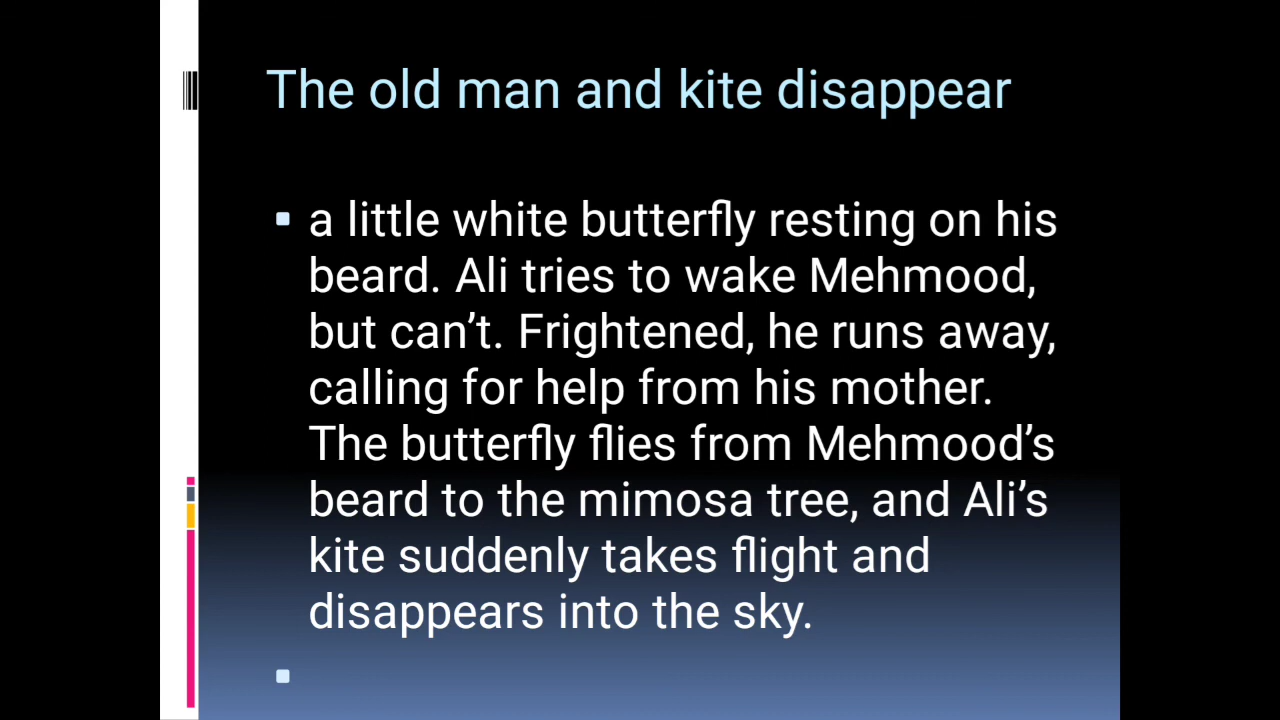 The old man and kite disappear
a little white butterfly resting on his
beard. Ali tries to wake Mehmood,
but can’t. Frightened, he runs away,
calling for help from his mother.
The butterfly flies from Mehmood’s
beard to the mimosa tree, and Ali’s
kite suddenly takes flight and
disappears into the sky.